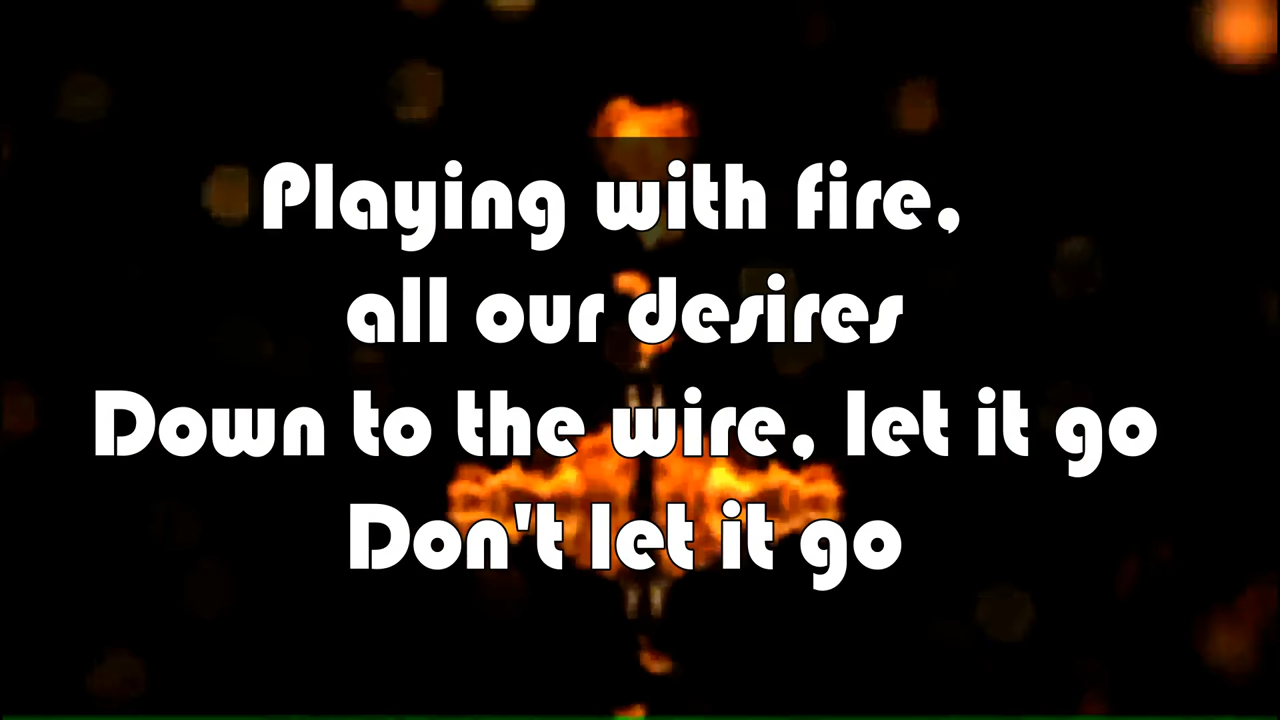 Playing with fire,
all our desires
Down to the wire, let it go
Don't let it go